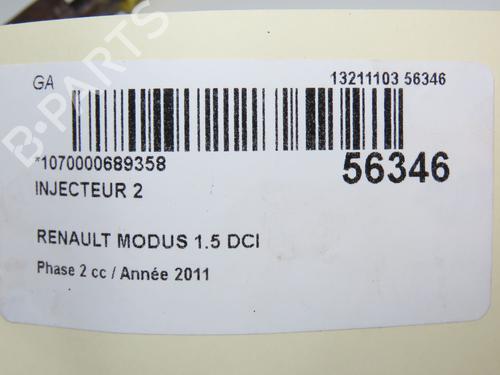 GA
13211103 56346
*1070000689358
56346
INJECTEUR 2
RENAULT MODUS 1.5 DCI
Phase 2 cc / Année 2011
B-PARTS